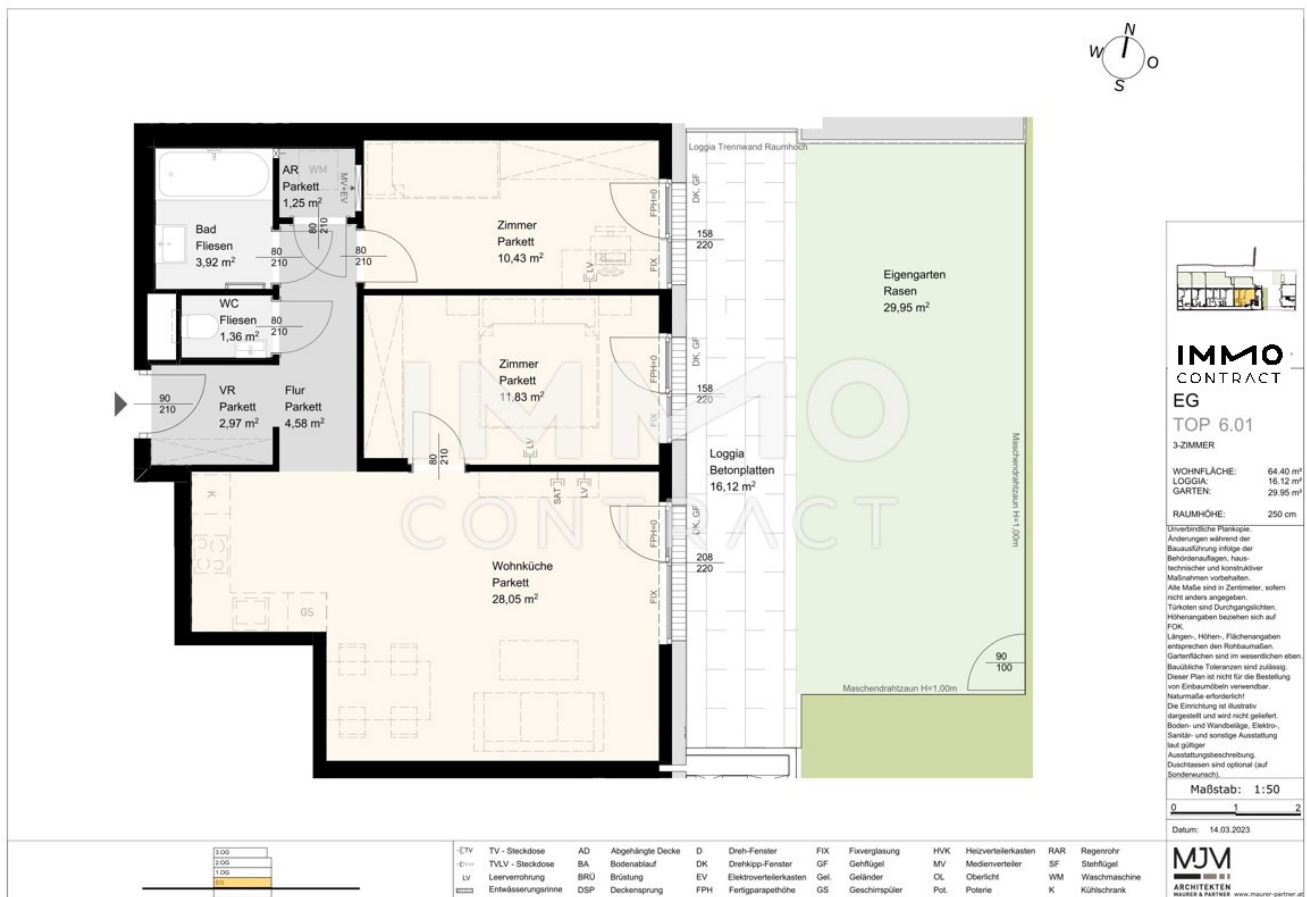 N
W
O
S
Loggia Trennwand Raumhoch
AR
WM
Parkett
1,25 m²
MV+EV
80
210
Bad
Fliesen
3,92 m²
80
210
80
210
Zimmer
Parkett
10,43 m²
LV
FPH=0
FIX
DK, GF
158
220
WC
Fliesen
1,36 m²
80
210
Zimmer
Parkett
11,83 m²
LV
FPH=0
FIX
DK, GF
158
220
90
210
VR
Parkett
2,97 m²
Flur
Parkett
4,58 m²
80
210
K
GS
SAT
LV
Wohnküche
Parkett
28,05 m²
FPH=0
FIX
DK, GF
208
220
Loggia
Betonplatten
16,12 m²
Eigengarten
Rasen
29,95 m²
Maschendrahtzaun H=1,00m
Maschendrahtzaun H=1,00m
90
100
IMMO
CONTRACT
IMMO
CONTRACT
EG
TOP 6.01
3-ZIMMER
WOHNFLÄCHE: 64.40 m²
LOGGIA: 16.12 m²
GARTEN: 29.95 m²
RAUMHÖHE: 250 cm
Unverbindliche Plankopie.
Änderungen während der
Bauausführung infolge der
Behördenauflagen, haus-
technischer und konstruktiver
Maßnahmen vorbehalten.
Alle Maße sind in Zentimeter, sofern
nicht anders angegeben.
Türkoten sind Durchgangslichten.
Höhenangaben beziehen sich auf
FOK.
Längen-, Höhen-, Flächenangaben
entsprechen den Rohbaumaßen.
Gartenflächen sind im wesentlichen eben.
Bauübliche Toleranzen sind zulässig.
Dieser Plan ist nicht für die Bestellung
von Einbaumöbeln verwendbar.
Naturmaße erforderlich!
Die Einrichtung ist illustrativ
dargestellt und wird nicht geliefert.
Boden- und Wandbeläge, Elektro-,
Sanitär- und sonstige Ausstattung
laut gültiger
Ausstattungsbeschreibung.
Duschtassen sind optional (auf
Sonderwunsch).
Maßstab: 1:50
0 1 2
Datum: 14.03.2023
MJM
ARCHITEKTEN
MAURER & PARTNER www.maurer-partner.at
3.OG
2.OG
1.OG
EG
TV TV - Steckdose AD Abgehängte Decke D Dreh-Fenster FIX Fixverglasung HVK Heizverteilerkasten RAR Regenrohr
TVLV - Steckdose BA Bodenablauf DK Drehkipp-Fenster GF Gehflügel MV Medienverteiler SF Stehflügel
LV Leerverrohrung BRÜ Brüstung EV Elektroverteilerkasten Gel. Geländer OL Oberlicht WM Waschmaschine
Entwässerungsrinne DSP Deckensprung FPH Fertigparapethöhe GS Geschirrspüler Pot. Poterie K Kühlschrank